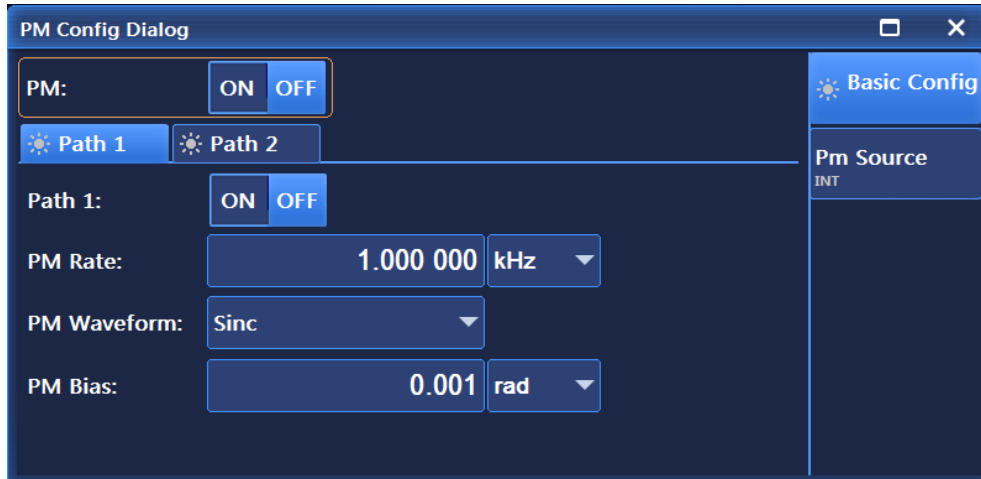 PM Config Dialog
PM: ON OFF
Basic Config
Path 1 Path 2
Pm Source
INT
Path 1: ON OFF
PM Rate: 1.000 000 kHz
PM Waveform: Sinc
PM Bias: 0.001 rad